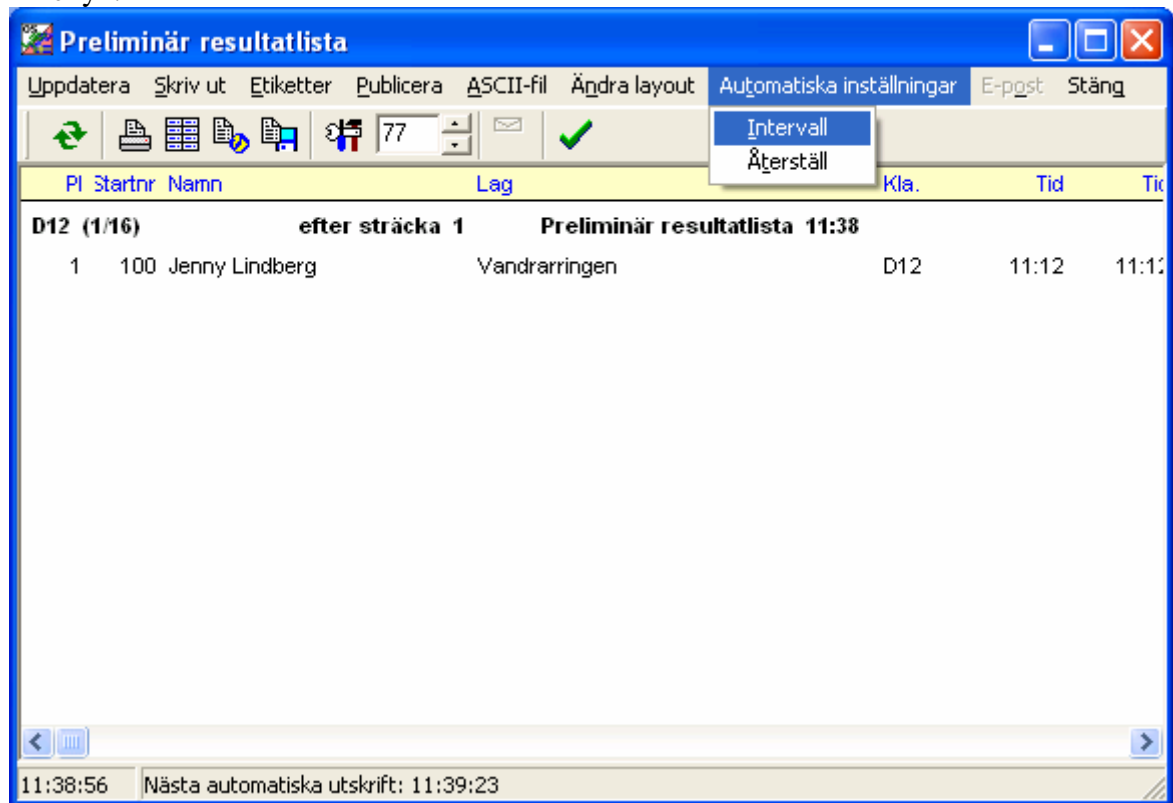 Preliminär resultatlista
Uppdatera Skriv ut Etiketter Publicera ASCII-fil Ändra layout Automatiska inställningar E-post Stäng
77
Intervall
Återställ
Pl Startnr Namn Lag Kla. Tid
D12 (1/16) efter sträcka 1 Preliminär resultatlista 11:38
1 100 Jenny Lindberg Vandrarringen D12 11:12 11:12
11:38:56 Nästa automatiska utskrift: 11:39:23